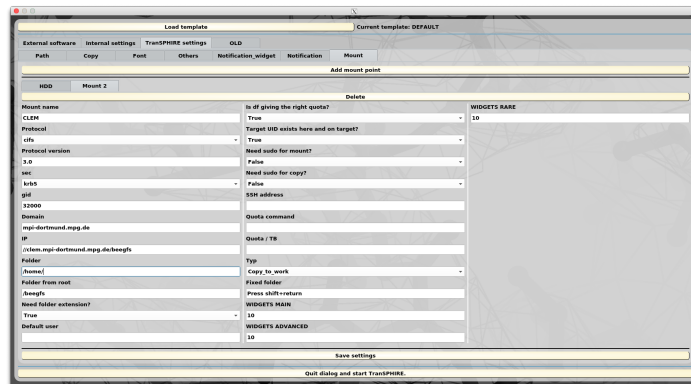 Load template
Current template: DEFAULT
External software Internal settings TranSPHIRE settings OLD
Path Copy Font Others Notification_widget Notification Mount
Add mount point
HDD Mount 2
Delete
Mount name
CLEM
Protocol
cifs
Protocol version
3.0
sec
krb5
gid
32000
Domain
mpi-dortmund.mpg.de
IP
//clem.mpi-dortmund.mpg.de/beegfs
Folder
/home/
Folder from root
/beegfs
Need folder extension?
True
Default user
Is df giving the right quota?
True
Target UID exists here and on target?
True
Need sudo for mount?
False
Need sudo for copy?
False
SSH address
Quota command
Quota / TB
Typ
Copy_to_work
Fixed folder
Press shift+return
WIDGETS MAIN
10
WIDGETS ADVANCED
10
WIDGETS RARE
10
Save settings
Quit dialog and start TranSPHIRE.